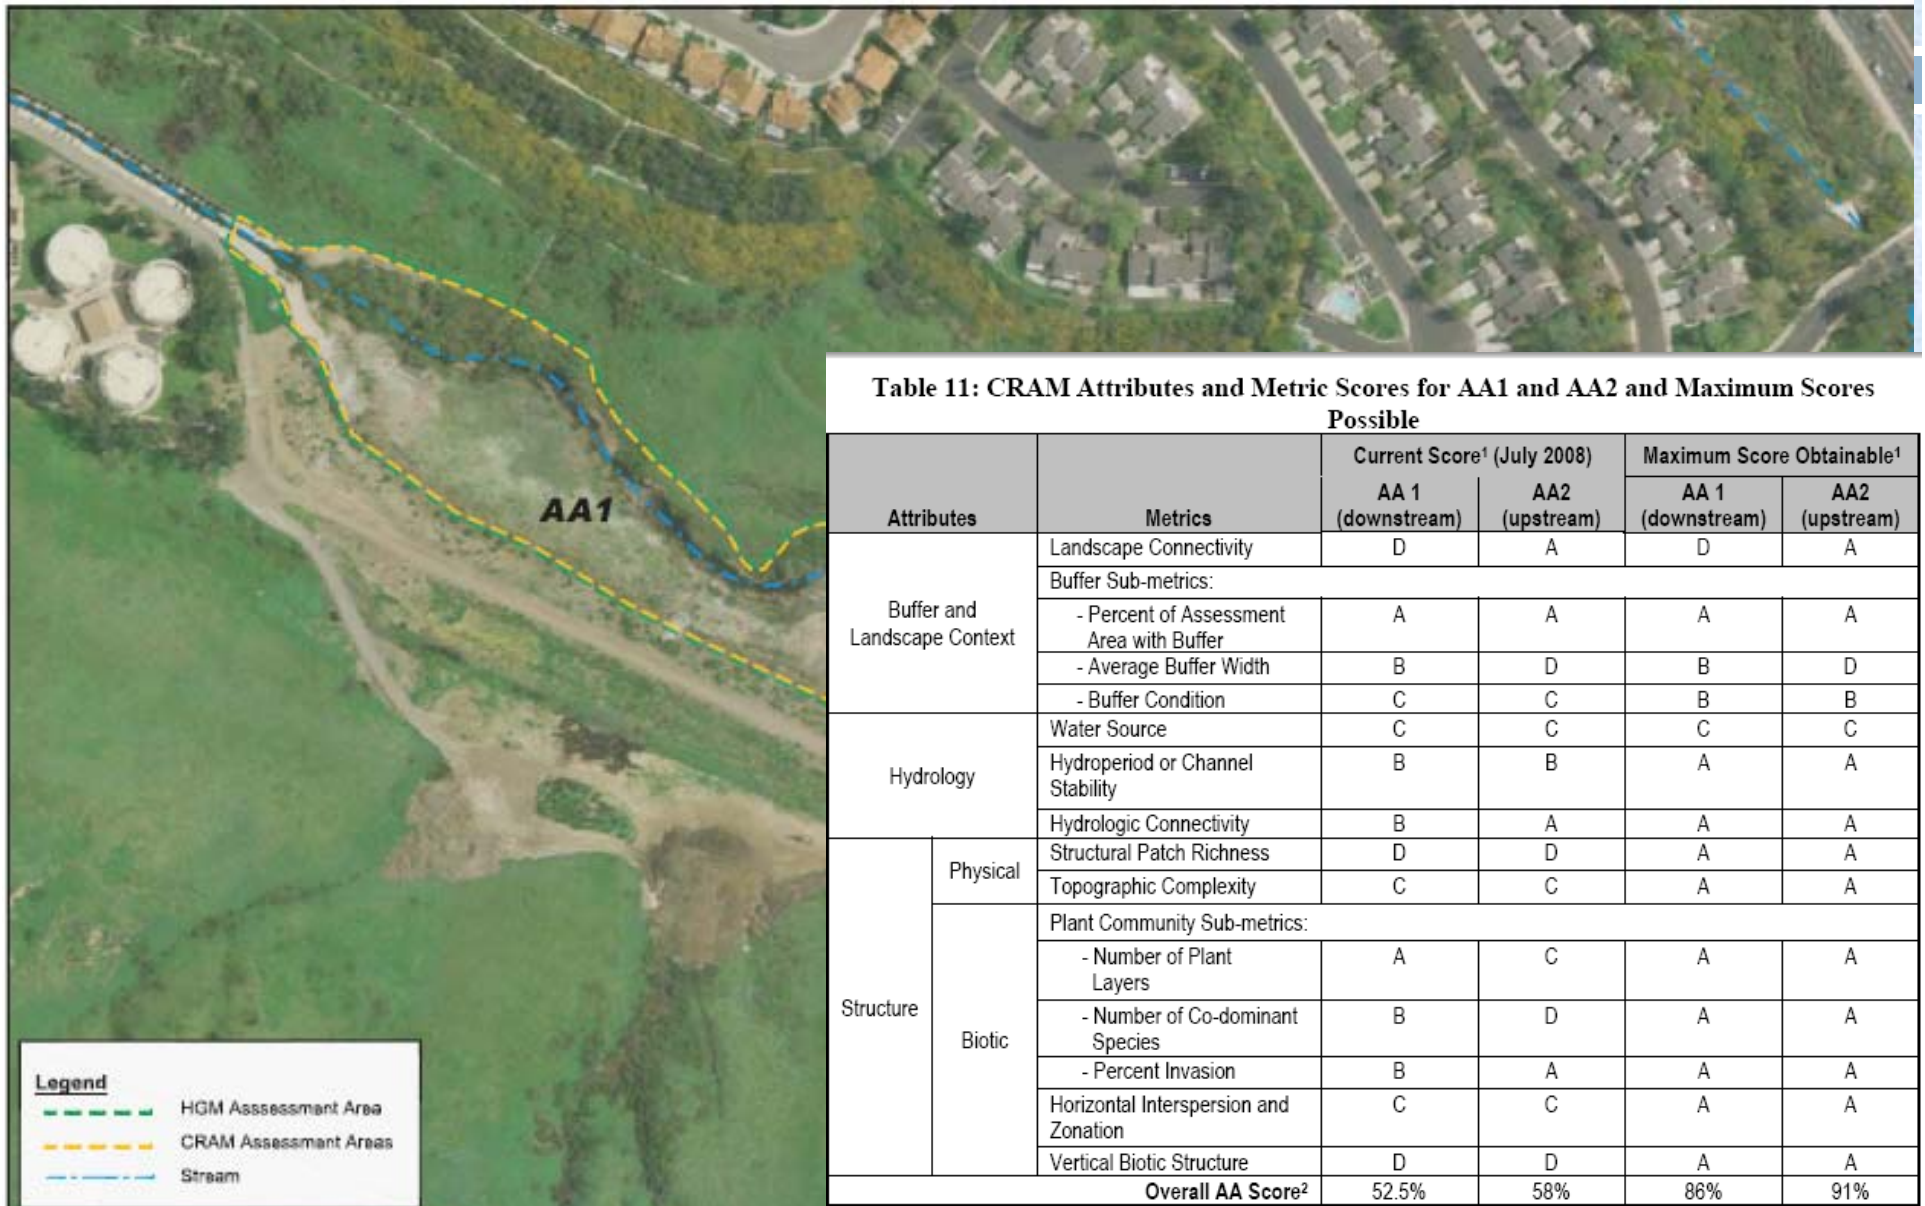 AA1
Legend
HGM Asssessment Area
CRAM Assessment Areas
Stream
Table 11: CRAM Attributes and Metric Scores for AA1 and AA2 and Maximum Scores
Possible
Attributes Metrics Current Score¹ (July 2008) Maximum Score Obtainable¹
AA 1 AA2 AA 1 AA2
(downstream) (upstream) (downstream) (upstream)
Buffer and
Landscape Context
Landscape Connectivity D A D A
Buffer Sub-metrics:
- Percent of Assessment
Area with Buffer A A A A
- Average Buffer Width B D B D
- Buffer Condition C C B B
Hydrology
Water Source C C C C
Hydroperiod or Channel
Stability B B A A
Hydrologic Connectivity B A A A
Structure
Physical
Structural Patch Richness D D A A
Topographic Complexity C C A A
Biotic
Plant Community Sub-metrics:
- Number of Plant
Layers A C A A
- Number of Co-dominant
Species B D A A
- Percent Invasion B A A A
Horizontal Interspersion and
Zonation C C A A
Vertical Biotic Structure D D A A
Overall AA Score² 52.5% 58% 86% 91%